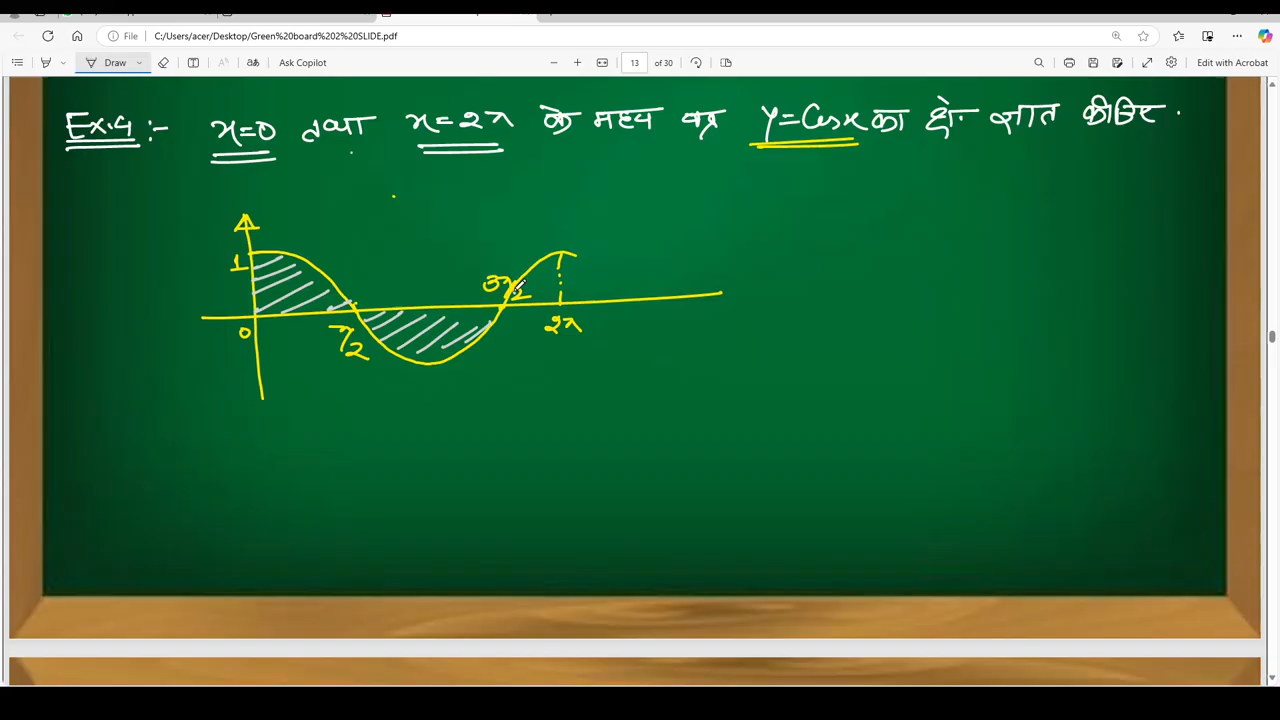 File C:/Users/acer/Desktop/Green%20board%202%20SLIDE.pdf
Draw Ask Copilot 13 of 30 Edit with Acrobat
Ex.4 :- x=0 तथा x=2π के मध्य वक्र y=Cosx का क्षे० ज्ञात कीजिए .
1
3π/2
0
π/2
2π